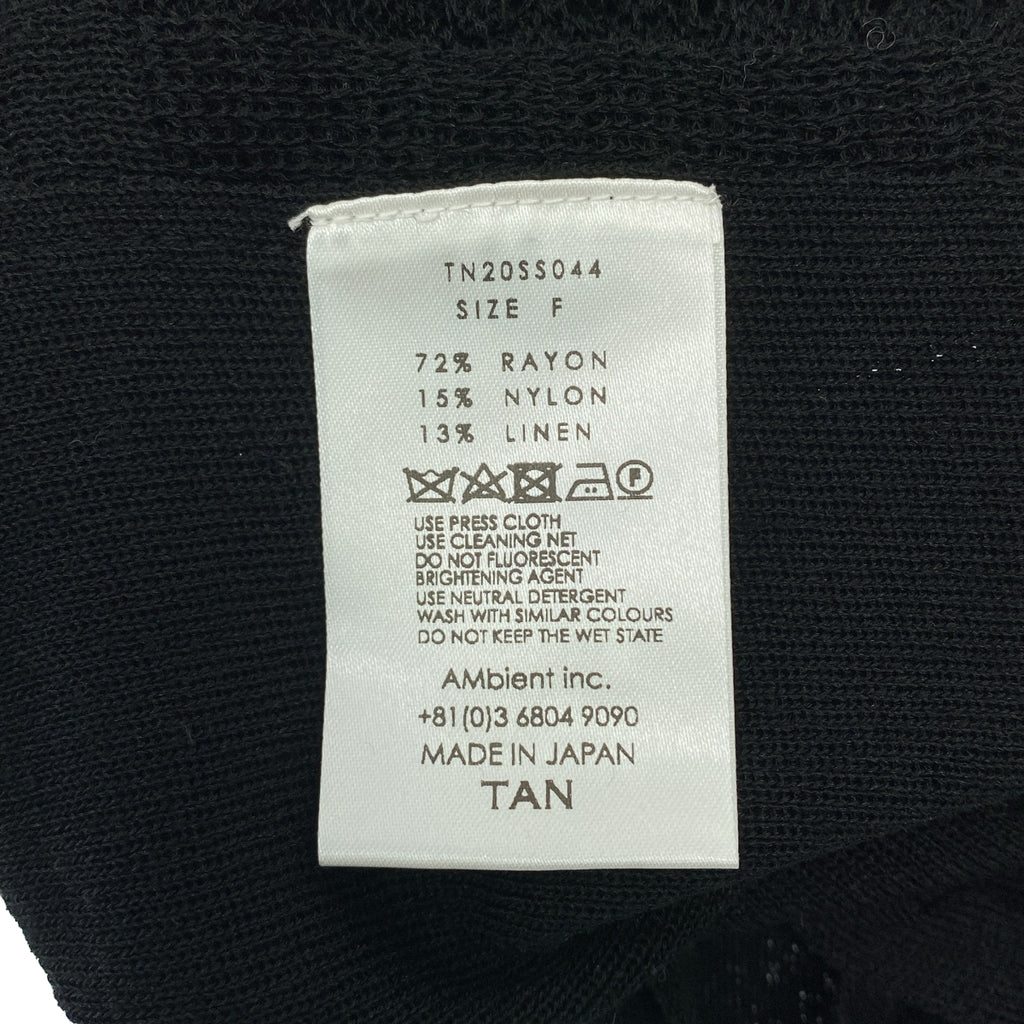 TN20SS044
SIZE F
72% RAYON
15% NYLON
13% LINEN
F
USE PRESS CLOTH
USE CLEANING NET
DO NOT FLUORESCENT
BRIGHTENING AGENT
USE NEUTRAL DETERGENT
WASH WITH SIMILAR COLOURS
DO NOT KEEP THE WET STATE
AMbient inc.
+81(0)3 6804 9090
MADE IN JAPAN
TAN